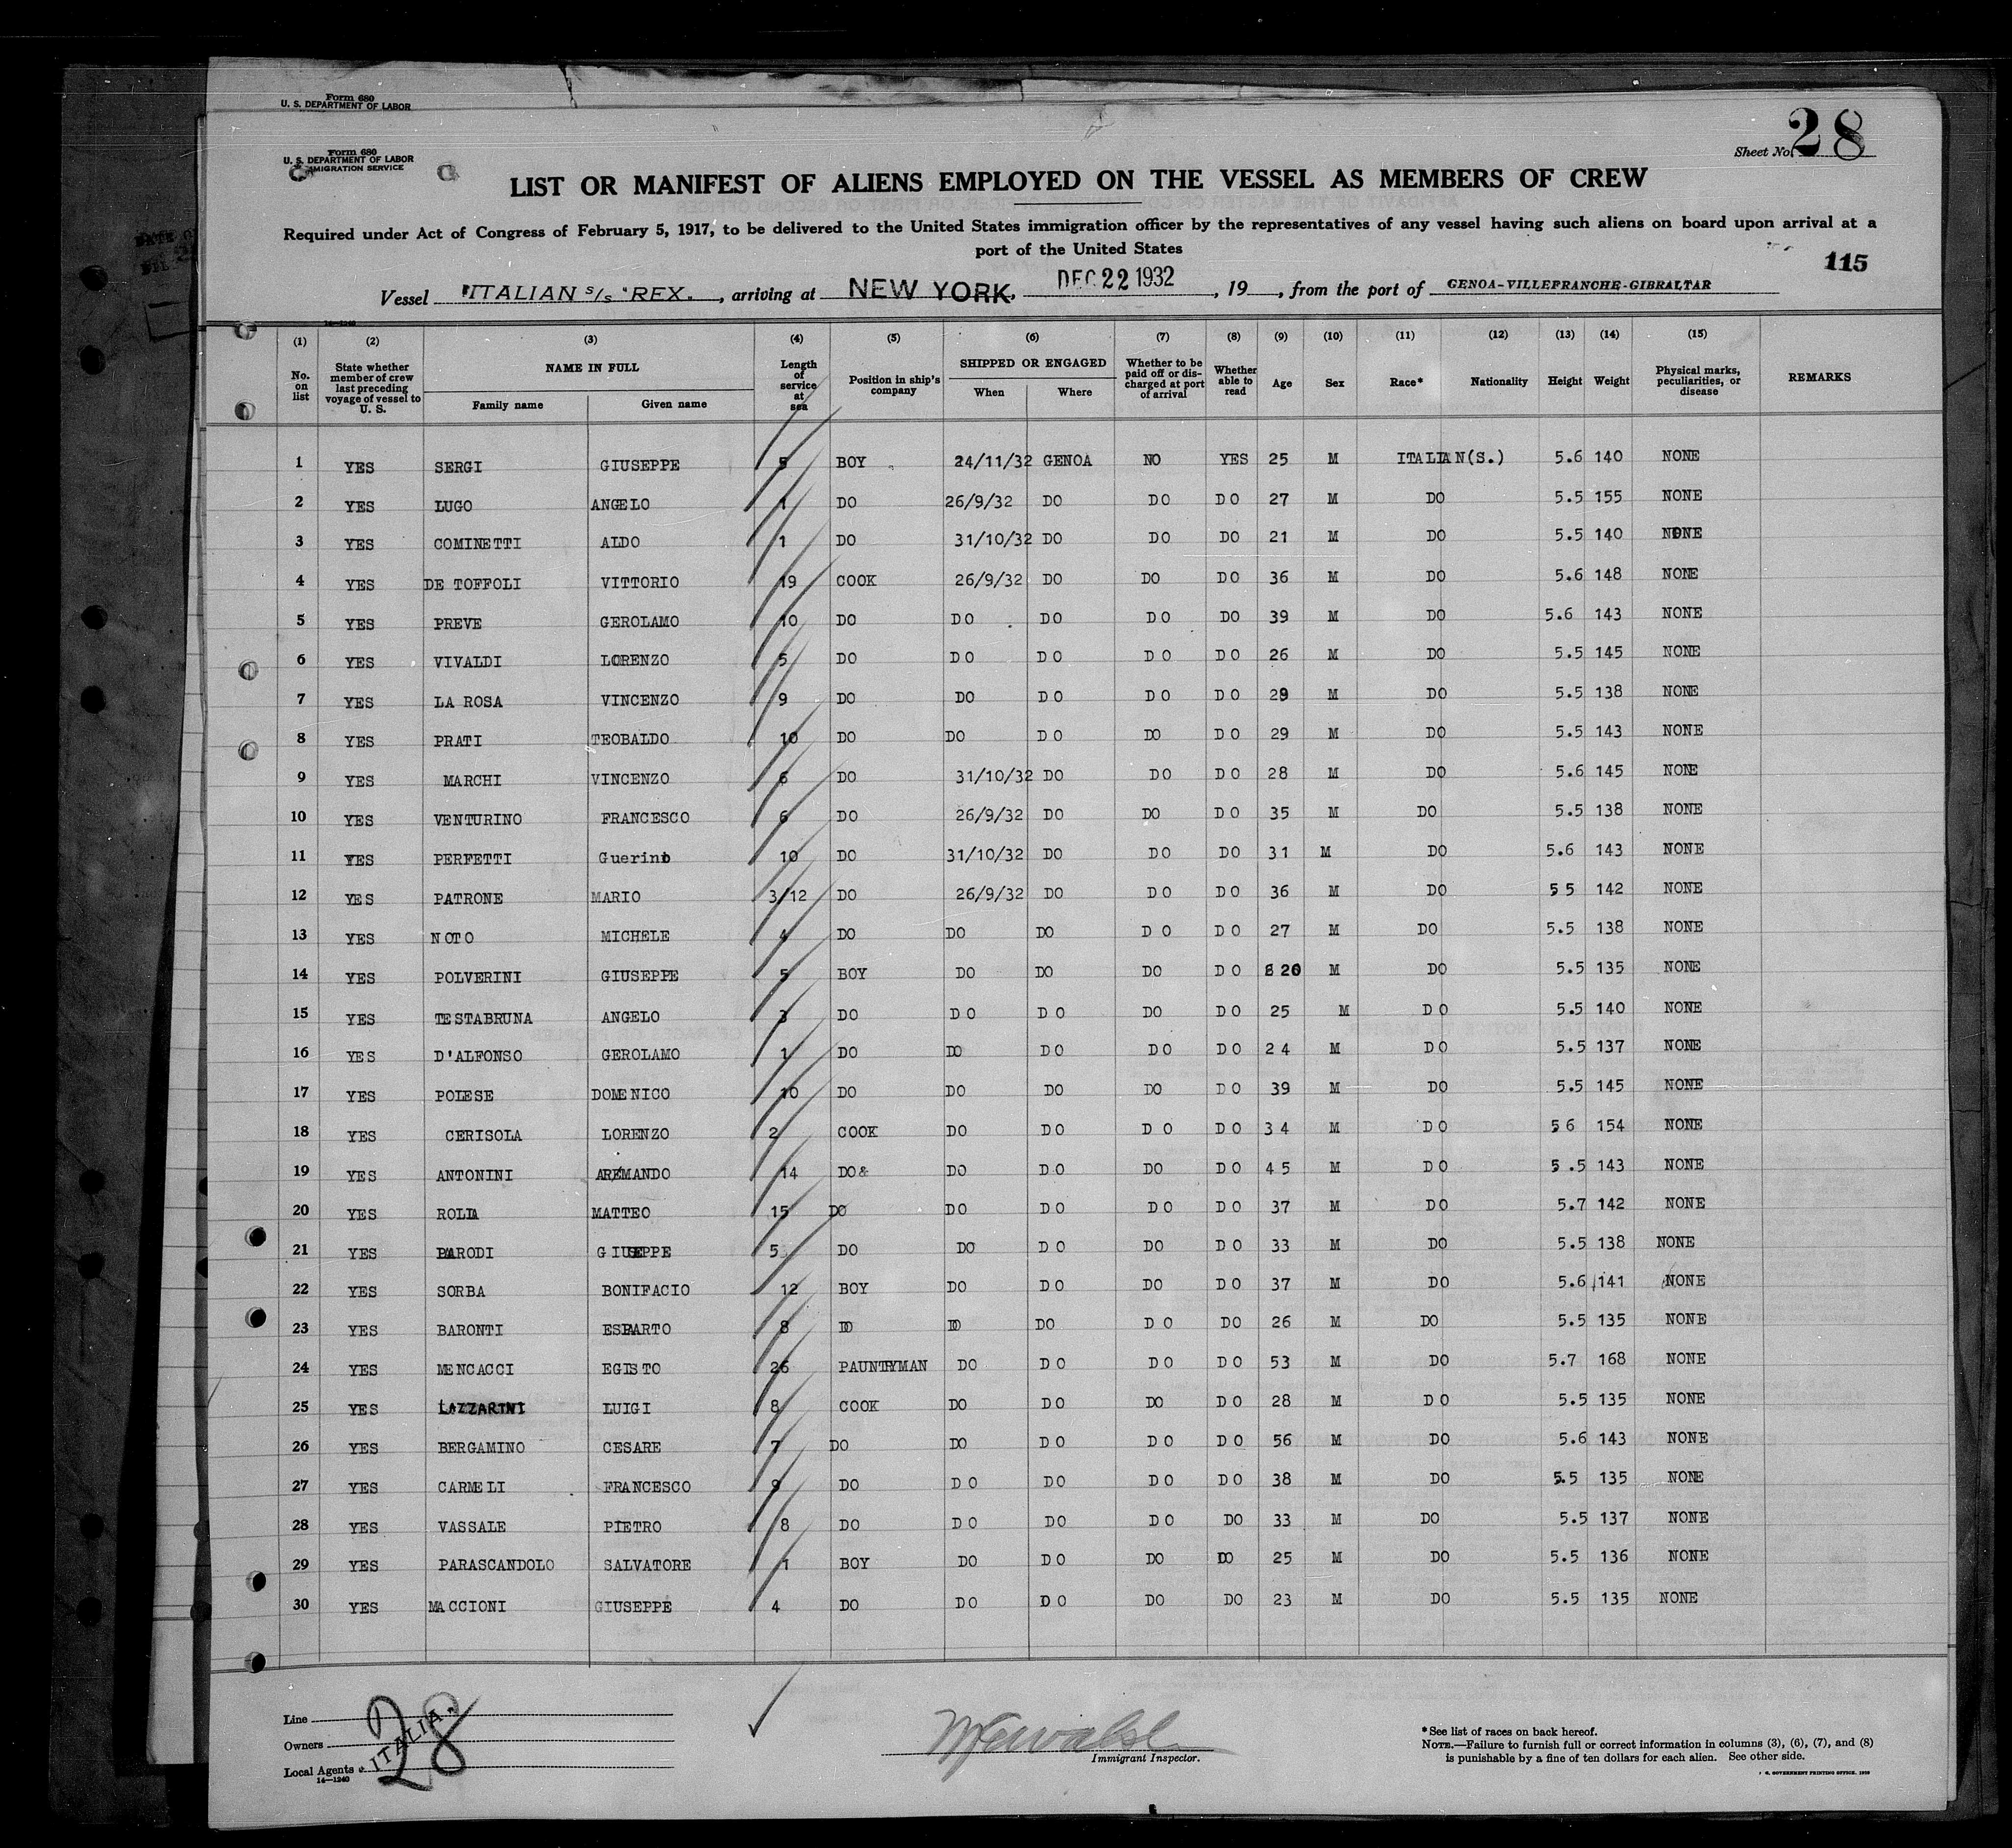 Form 680
U. S. DEPARTMENT OF LABOR
Form 680
U. S. DEPARTMENT OF LABOR
MIGRATION SERVICE
Sheet No. 28
LIST OR MANIFEST OF ALIENS EMPLOYED ON THE VESSEL AS MEMBERS OF CREW
Required under Act of Congress of February 5, 1917, to be delivered to the United States immigration officer by the representatives of any vessel having such aliens on board upon arrival at a
port of the United States
115
Vessel "ITALIAN S/S "REX", arriving at NEW YORK, DEC 22 1932, 19 , from the port of GENOA-VILLEFRANCHE-GIBRALTAR
(1) No. on list (2) State whether member of crew last preceding voyage of vessel to U. S. (3) NAME IN FULL Family name Given name (4) Length of service at sea (5) Position in ship's company (6) SHIPPED OR ENGAGED When Where (7) Whether to be paid off or discharged at port of arrival (8) Whether able to read (9) Age (10) Sex (11) Race* (12) Nationality (13) Height (14) Weight (15) Physical marks, peculiarities, or disease REMARKS
1 YES SERGI GIUSEPPE 5 BOY 24/11/32 GENOA NO YES 25 M ITALIAN(S.) 5.6 140 NONE
2 YES LUGO ANGELO 1 DO 26/9/32 DO DO DO 27 M DO 5.5 155 NONE
3 YES COMINETTI ALDO 1 DO 31/10/32 DO DO DO 21 M DO 5.5 140 NONE
4 YES DE TOFFOLI VITTORIO 19 COOK 26/9/32 DO DO DO 36 M DO 5.6 148 NONE
5 YES PREVE GEROLAMO 10 DO DO DO DO DO 39 M DO 5.6 143 NONE
6 YES VIVALDI LORENZO 5 DO DO DO DO DO 26 M DO 5.5 145 NONE
7 YES LA ROSA VINCENZO 9 DO DO DO DO DO 29 M DO 5.5 138 NONE
8 YES PRATI TEOBALDO 10 DO DO DO DO DO 29 M DO 5.5 143 NONE
9 YES MARCHI VINCENZO 6 DO 31/10/32 DO DO DO 28 M DO 5.6 145 NONE
10 YES VENTURINO FRANCESCO 6 DO 26/9/32 DO DO DO 35 M DO 5.5 138 NONE
11 YES PERFETTI Guerino 10 DO 31/10/32 DO DO DO 31 M DO 5.6 143 NONE
12 YES PATRONE MARIO 3/12 DO 26/9/32 DO DO DO 36 M DO 5 5 142 NONE
13 YES NOTO MICHELE 4 DO DO DO DO DO 27 M DO 5.5 138 NONE
14 YES POLVERINI GIUSEPPE 5 BOY DO DO DO DO 20 M DO 5.5 135 NONE
15 YES TESTABRUNA ANGELO 3 DO DO DO DO DO 25 M DO 5.5 140 NONE
16 YES D'ALFONSO GEROLAMO 1 DO DO DO DO DO 24 M DO 5.5 137 NONE
17 YES POLESE DOMENICO 10 DO DO DO DO DO 39 M DO 5.5 145 NONE
18 YES CERISOLA LORENZO 2 COOK DO DO DO DO 34 M DO 5 6 154 NONE
19 YES ANTONINI ARMANDO 14 DO& DO DO DO DO 45 M DO 5.5 143 NONE
20 YES ROLLA MATTEO 15 DO DO DO DO DO 37 M DO 5.7 142 NONE
21 YES PARODI GIUSEPPE 5 DO DO DO DO DO 33 M DO 5.5 138 NONE
22 YES SORBA BONIFACIO 12 BOY DO DO DO DO 37 M DO 5.6 141 NONE
23 YES BARONTI ESPARTO 8 DO DO DO DO DO 26 M DO 5.5 135 NONE
24 YES MENCACCI EGISTO 26 PAUNTRYMAN DO DO DO DO 53 M DO 5.7 168 NONE
25 YES LAZZARINI LUIGI 8 COOK DO DO DO DO 28 M DO 5.5 135 NONE
26 YES BERGAMINO CESARE 7 DO DO DO DO DO 56 M DO 5.6 143 NONE
27 YES CARMELI FRANCESCO 9 DO DO DO DO DO 38 M DO 5.5 135 NONE
28 YES VASSALE PIETRO 8 DO DO DO DO DO 33 M DO 5.5 137 NONE
29 YES PARASCANDOLO SALVATORE 1 BOY DO DO DO DO 25 M DO 5.5 136 NONE
30 YES MACCIONI GIUSEPPE 4 DO DO DO DO DO 23 M DO 5.5 135 NONE
Line
Owners
Local Agents
"ITALIA"
28
14—1240
Immigrant Inspector.
*See list of races on back hereof.
NOTE.—Failure to furnish full or correct information in columns (3), (6), (7), and (8)
is punishable by a fine of ten dollars for each alien. See other side.